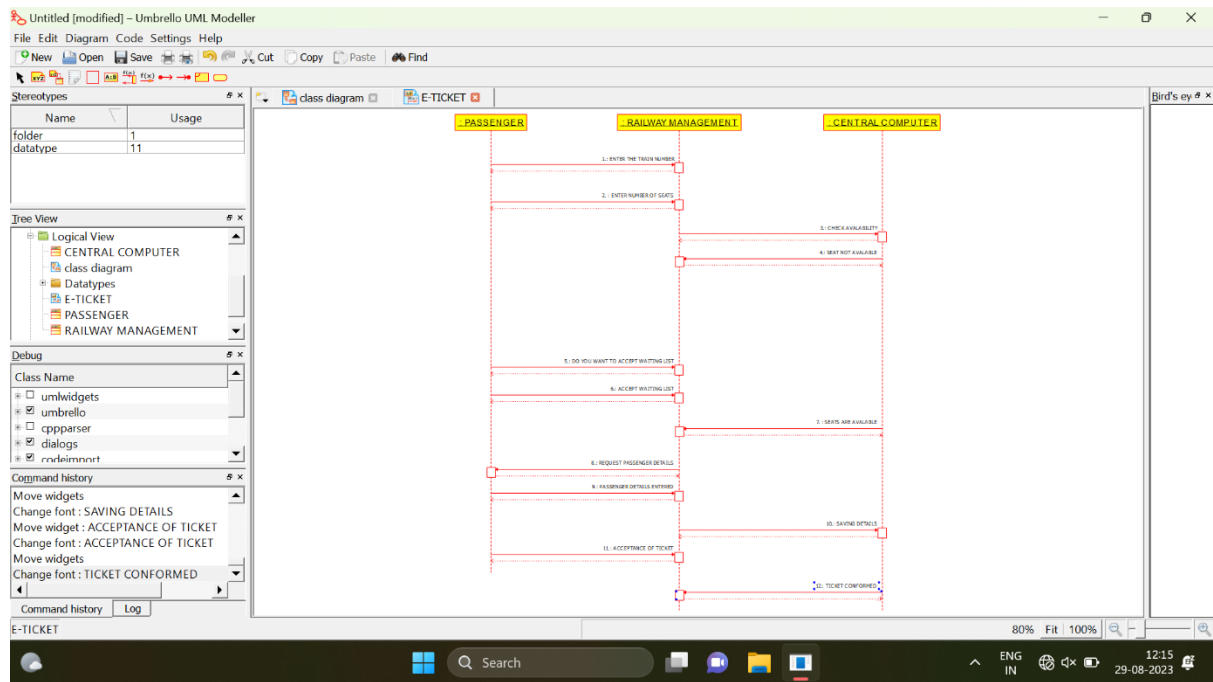 Untitled [modified] – Umbrello UML Modeller
File Edit Diagram Code Settings Help
New Open Save Cut Copy Paste Find
Stereotypes
Name Usage
folder 1
datatype 11
Tree View
Logical View
CENTRAL COMPUTER
class diagram
Datatypes
E-TICKET
PASSENGER
RAILWAY MANAGEMENT
Debug
Class Name
umlwidgets
umbrello
cppparser
dialogs
codeimport
Command history
Move widgets
Change font : SAVING DETAILS
Move widget : ACCEPTANCE OF TICKET
Change font : ACCEPTANCE OF TICKET
Move widgets
Change font : TICKET CONFORMED
Command history Log
class diagram E-TICKET
Bird's ey
: PASSENGER : RAILWAY MANAGEMENT : CENTRAL COMPUTER
1.: ENTER THE TRAIN NUMBER
2. : ENTER NUMBER OF SEATS
3.: CHECK AVALABILITY
4.: SEAT NOT AVALABLE
5.: DO YOU WANT TO ACCEPT WAITING LIST
6.: ACCEPT WAITING LIST
7. : SEATS ARE AVALABLE
8.: REQUEST PASSENGER DETAILS
9.: PASSENGER DETAILS ENTERED
10.: SAVING DETAILS
11.: ACCEPTANCE OF TICKET
12.: TICKET CONFORMED
E-TICKET
80% Fit 100%
Search
ENG
IN
12:15
29-08-2023